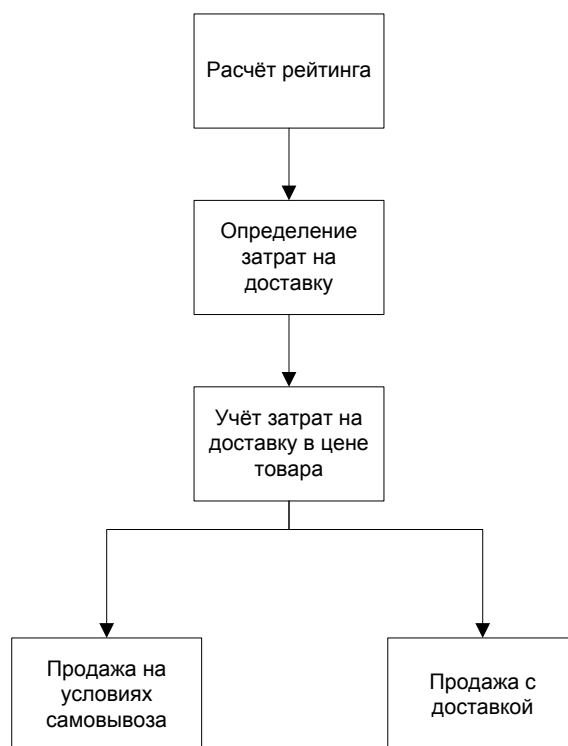 Расчёт рейтинга
Определение
затрат на
доставку
Учёт затрат на
доставку в цене
товара
Продажа на
условиях
самовывоза
Продажа с
доставкой